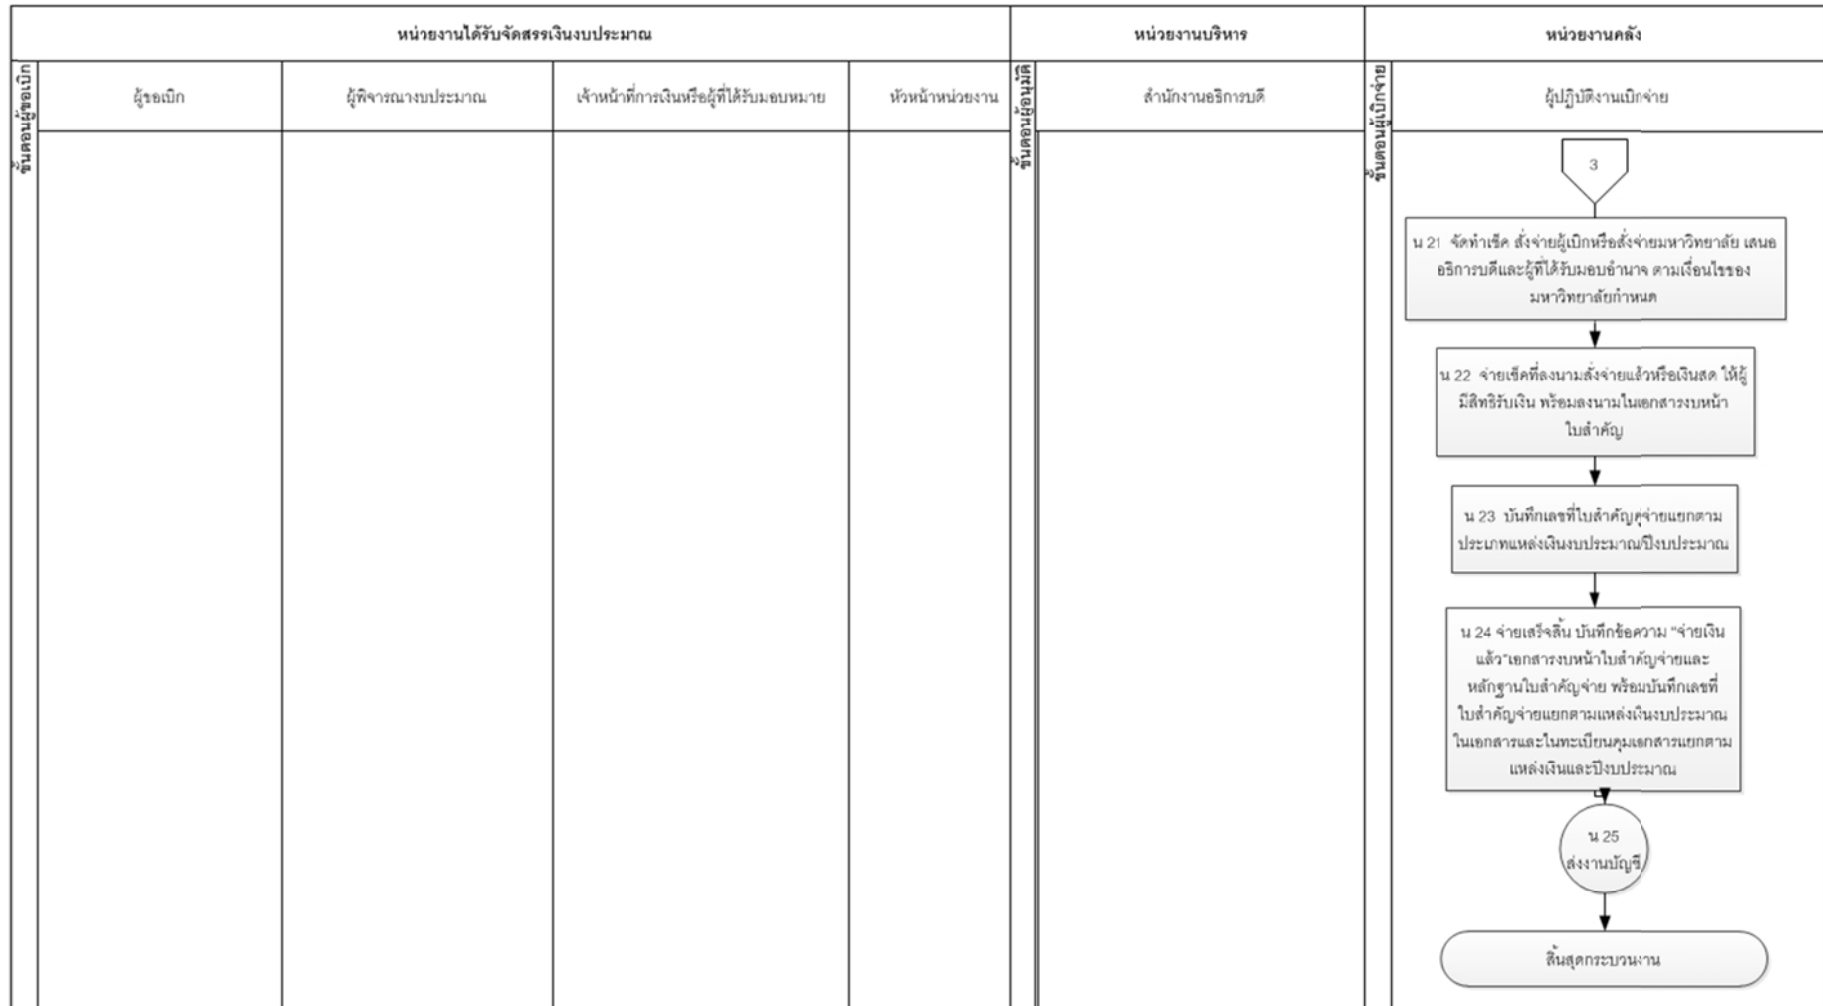 หน่วยงานได้รับจัดสรรเงินงบประมาณ
หน่วยงานบริหาร
หน่วยงานคลัง
ขั้นตอนผู้ขอเบิก
ผู้ขอเบิก
ผู้พิจารณางบประมาณ
เจ้าหน้าที่การเงินหรือผู้ที่ได้รับมอบหมาย
หัวหน้าหน่วยงาน
ขั้นตอนผู้อนุมัติ
สำนักงานอธิการบดี
ขั้นตอนผู้เบิกจ่าย
ผู้ปฏิบัติงานเบิกจ่าย
3
น 21 จัดทำเช็ค สั่งจ่ายผู้เบิกหรือสั่งจ่ายมหาวิทยาลัย เสนอ
อธิการบดีและผู้ที่ได้รับมอบอำนาจ ตามเงื่อนไขของ
มหาวิทยาลัยกำหนด
น 22 จ่ายเช็คที่ลงนามสั่งจ่ายแล้วหรือเงินสด ให้ผู้
มีสิทธิรับเงิน พร้อมลงนามในเอกสารงบหน้า
ใบสำคัญ
น 23 บันทึกเลขที่ใบสำคัญคู่จ่ายแยกตาม
ประเภทแหล่งเงินงบประมาณ/ปีงบประมาณ
น 24 จ่ายเสร็จสิ้น บันทึกข้อความ "จ่ายเงิน
แล้ว"เอกสารงบหน้าใบสำคัญจ่ายและ
หลักฐานใบสำคัญจ่าย พร้อมบันทึกเลขที่
ใบสำคัญจ่ายแยกตามแหล่งเงินงบประมาณ
ในเอกสารและในทะเบียนคุมเอกสารแยกตาม
แหล่งเงินและปีงบประมาณ
น 25
ส่งงานบัญชี
สิ้นสุดกระบวนงาน